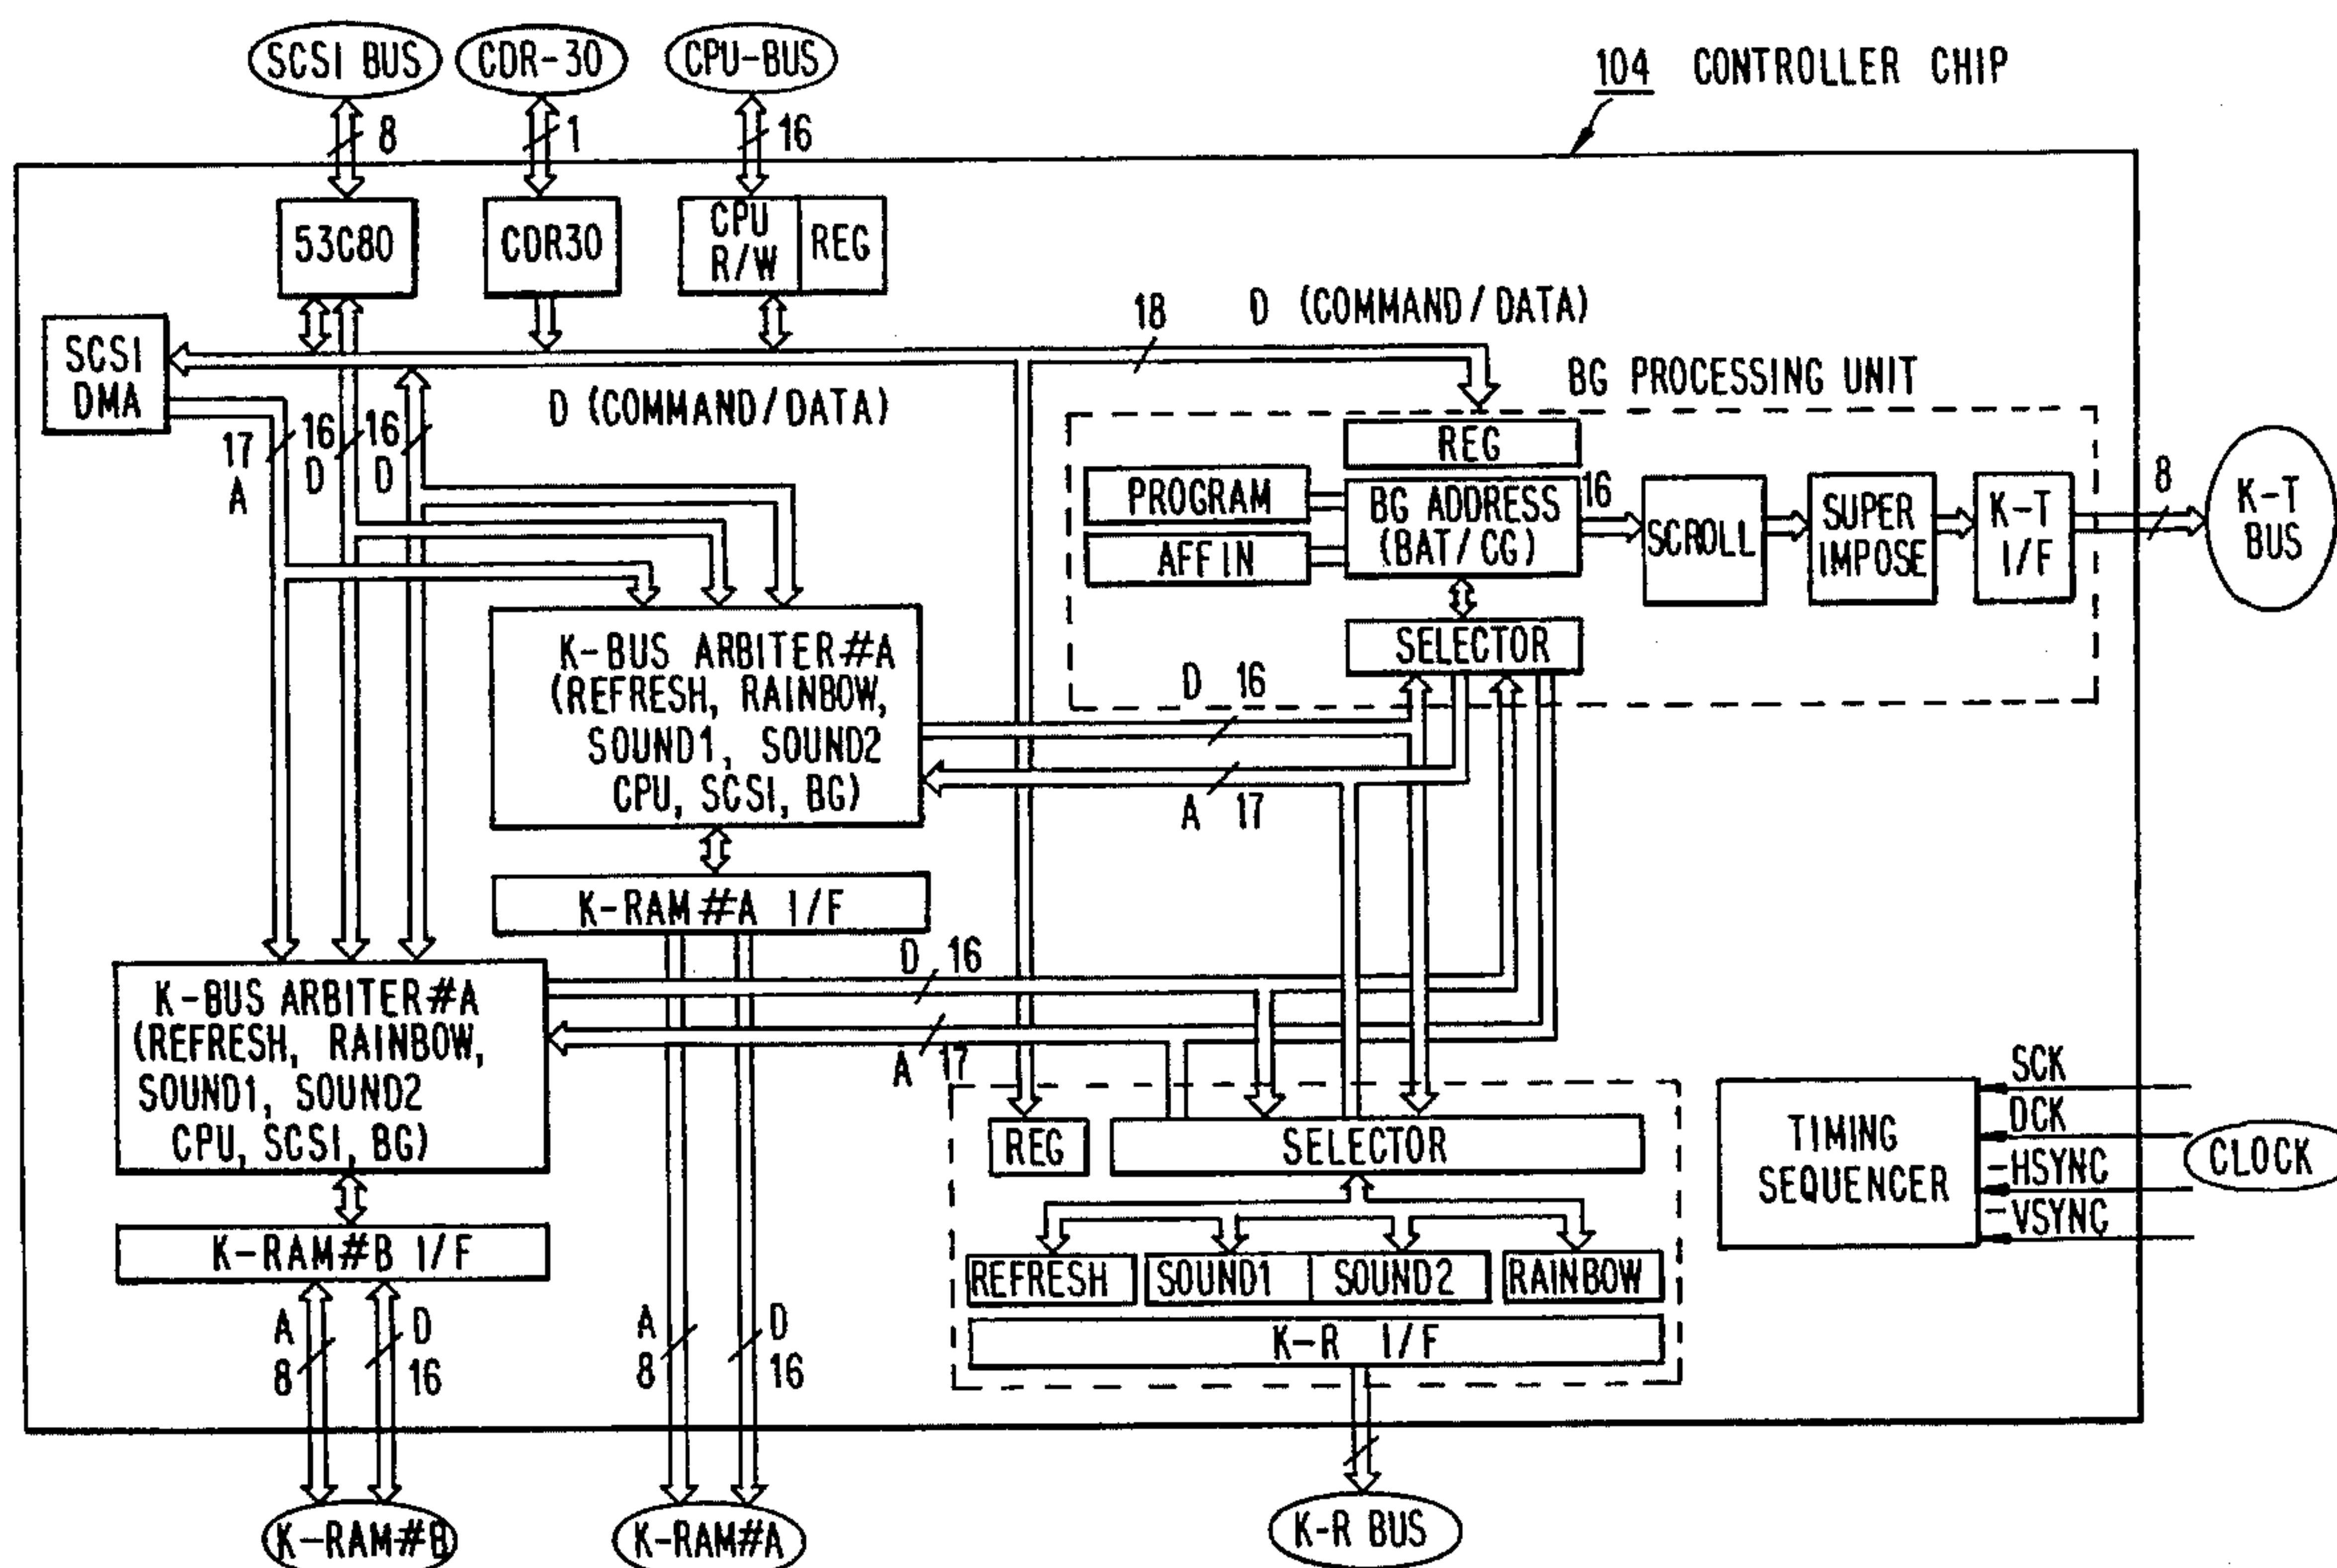 SCSI BUS
CDR-30
CPU-BUS
104 CONTROLLER CHIP
8
1
16
53C80
CDR30
CPU
R/W
REG
SCSI
DMA
18
D (COMMAND/DATA)
D (COMMAND/DATA)
17
A
16
D
16
D
BG PROCESSING UNIT
REG
PROGRAM
AFFIN
BG ADDRESS
(BAT/CG)
16
SCROLL
SUPER
IMPOSE
K-T
I/F
8
K-T
BUS
SELECTOR
K-BUS ARBITER#A
(REFRESH, RAINBOW,
SOUND1, SOUND2
CPU, SCSI, BG)
D 16
A 17
K-RAM#A I/F
K-BUS ARBITER#A
(REFRESH, RAINBOW,
SOUND1, SOUND2
CPU, SCSI, BG)
D 16
A 17
K-RAM#B I/F
REG
SELECTOR
REFRESH
SOUND1
SOUND2
RAINBOW
K-R I/F
TIMING
SEQUENCER
SCK
DCK
-HSYNC
-VSYNC
CLOCK
A
8
D
16
A
8
D
16
K-RAM#B
K-RAM#A
K-R BUS